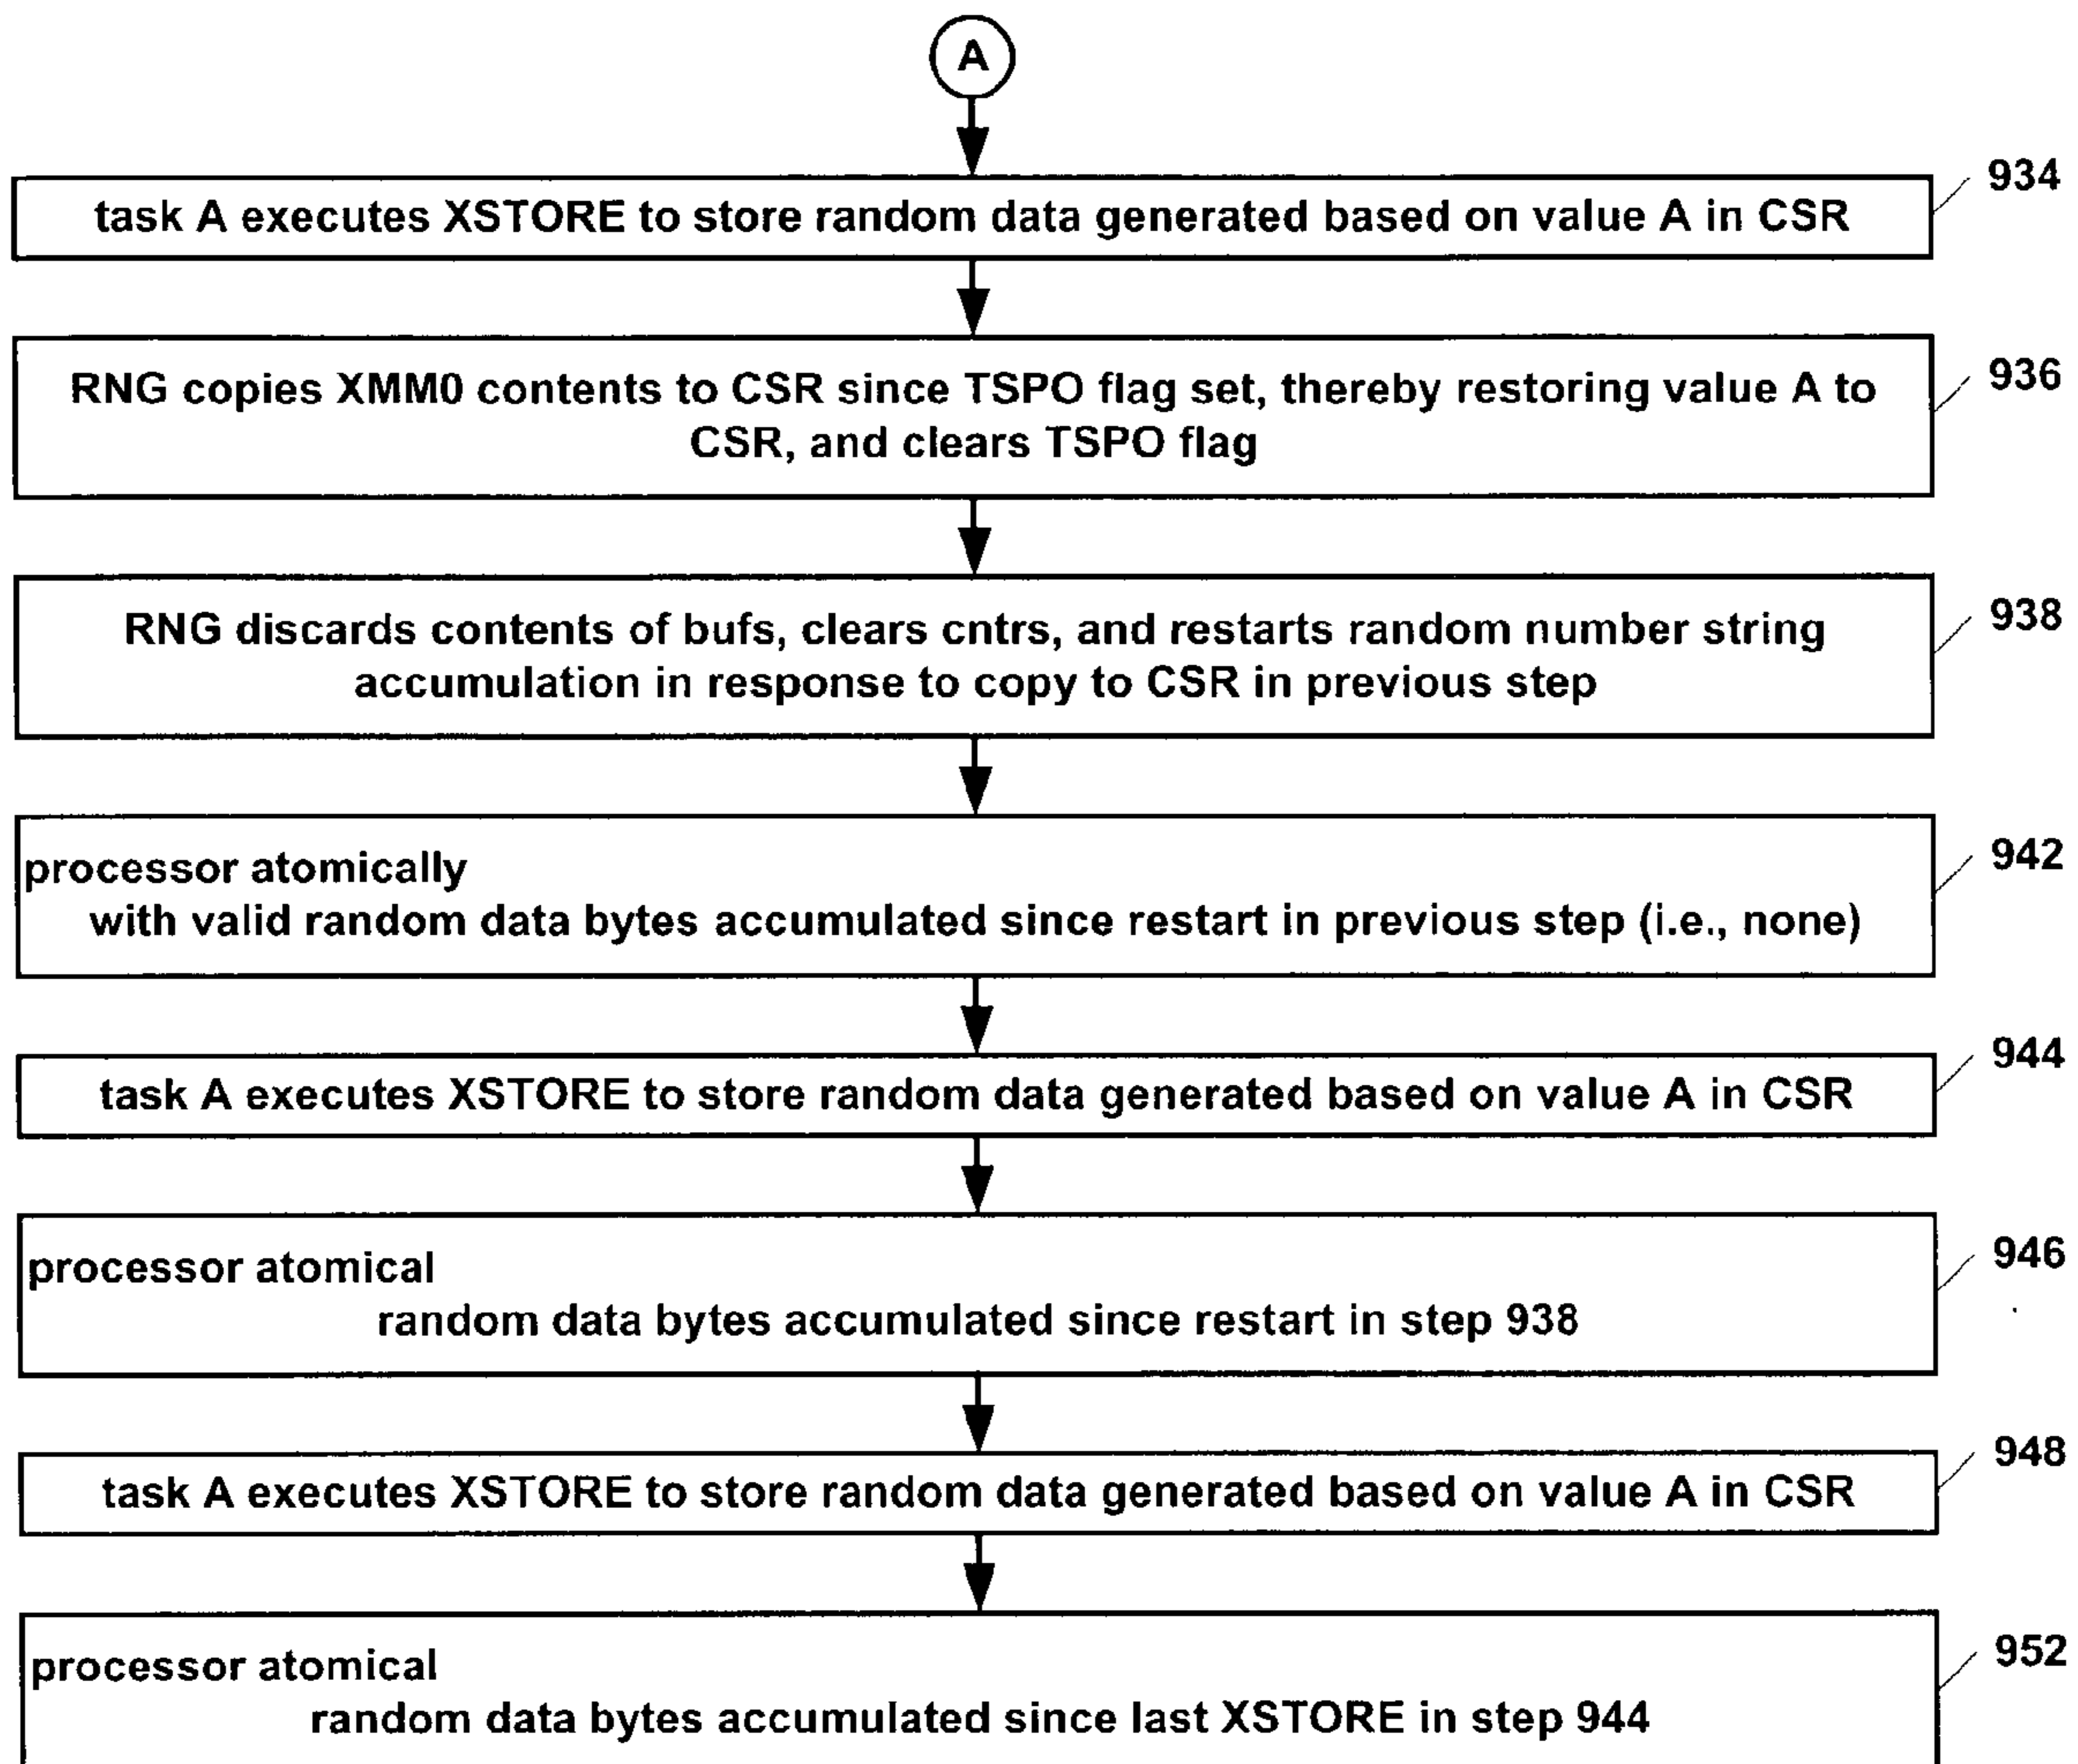 A
934
task A executes XSTORE to store random data generated based on value A in CSR
936
RNG copies XMM0 contents to CSR since TSPO flag set, thereby restoring value A to
CSR, and clears TSPO flag
938
RNG discards contents of bufs, clears cntrs, and restarts random number string
accumulation in response to copy to CSR in previous step
942
processor atomically
with valid random data bytes accumulated since restart in previous step (i.e., none)
944
task A executes XSTORE to store random data generated based on value A in CSR
946
processor atomical
random data bytes accumulated since restart in step 938
948
task A executes XSTORE to store random data generated based on value A in CSR
952
processor atomical
random data bytes accumulated since last XSTORE in step 944